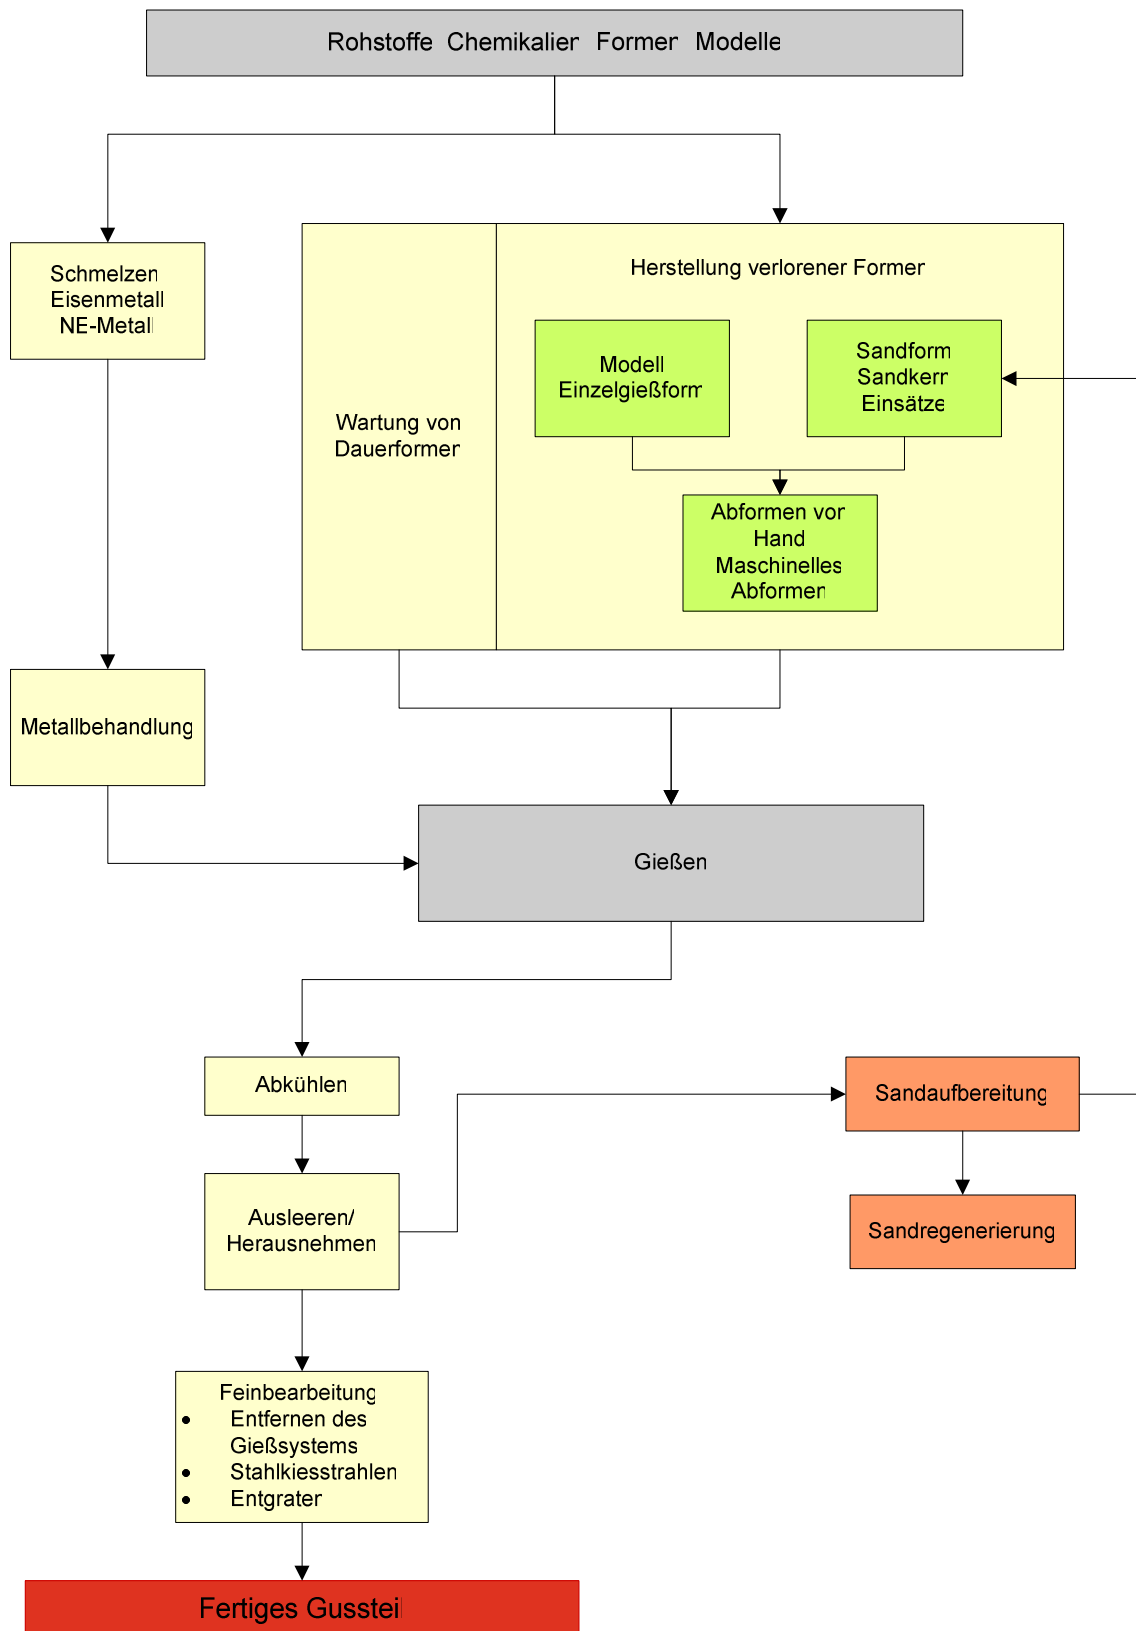 Rohstoffe Chemikalien Formen Modelle
Schmelzen
Eisenmetall
NE-Metall
Herstellung verlorener Formen
Modell
Einzelgießform
Sandform
Sandkern
Einsätze
Wartung von
Dauerformen
Abformen von
Hand
Maschinelles
Abformen
Metallbehandlung
Gießen
Abkühlen
Sandaufbereitung
Ausleeren/
Herausnehmen
Sandregenerierung
Feinbearbeitung
• Entfernen des
Gießsystems
• Stahlkiesstrahlen
• Entgraten
Fertiges Gussteil